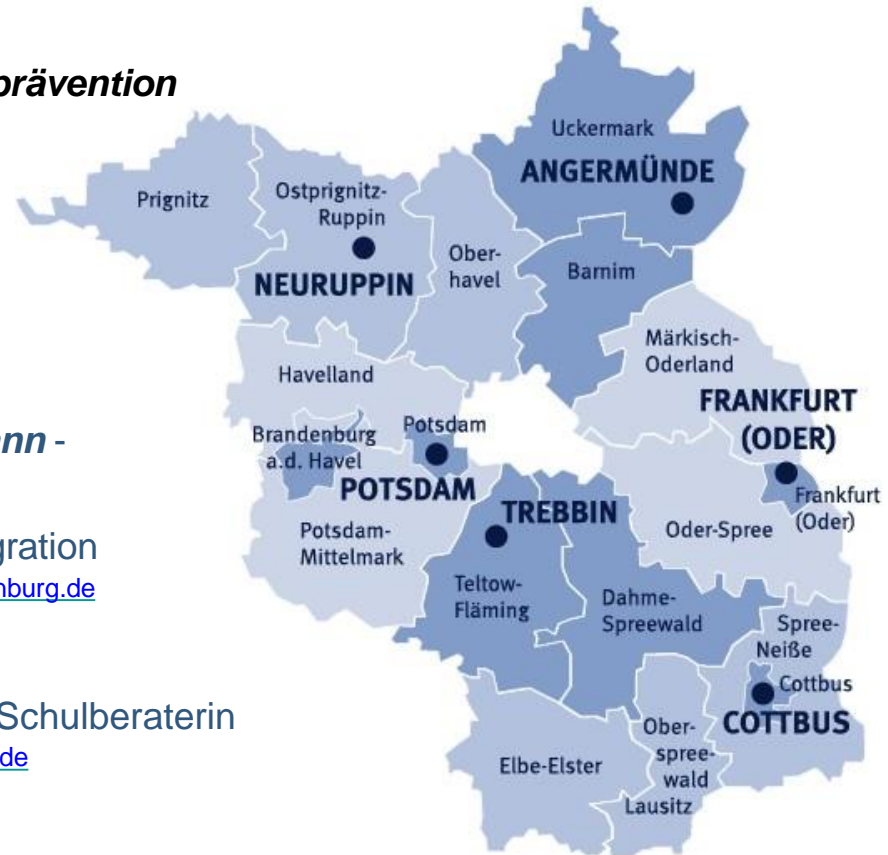 prävention
nn -
gration
nburg.de
Schulberaterin
de
Uckermark
ANGERMÜNDE
Prignitz
Ostprignitz-
Ruppin
NEURUPPIN
Ober-
havel
Barnim
Märkisch-
Oderland
Havelland
FRANKFURT
(ODER)
Brandenburg
a.d. Havel
Potsdam
POTSDAM
Frankfurt
(Oder)
TREBBIN
Potsdam-
Mittelmark
Oder-Spree
Teltow-
Fläming
Dahme-
Spreewald
Spree-
Neiße
Cottbus
COTTBUS
Elbe-Elster
Ober-
spree-
wald
Lausitz